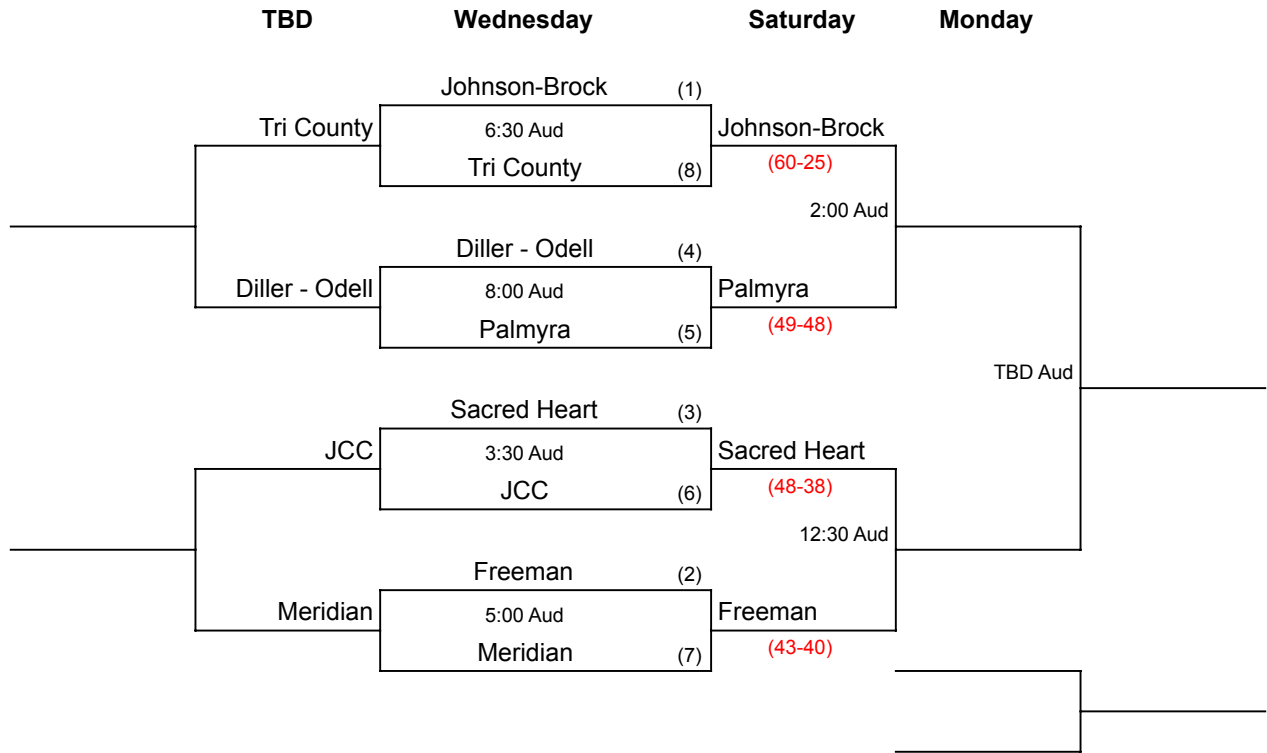 TBD Wednesday Saturday Monday
Johnson-Brock (1)
Tri County 6:30 Aud Johnson-Brock
Tri County (8) (60-25)
2:00 Aud
Diller - Odell (4)
Diller - Odell 8:00 Aud Palmyra
Palmyra (5) (49-48)
TBD Aud
Sacred Heart (3)
JCC 3:30 Aud Sacred Heart
JCC (6) (48-38)
12:30 Aud
Freeman (2)
Meridian 5:00 Aud Freeman
Meridian (7) (43-40)